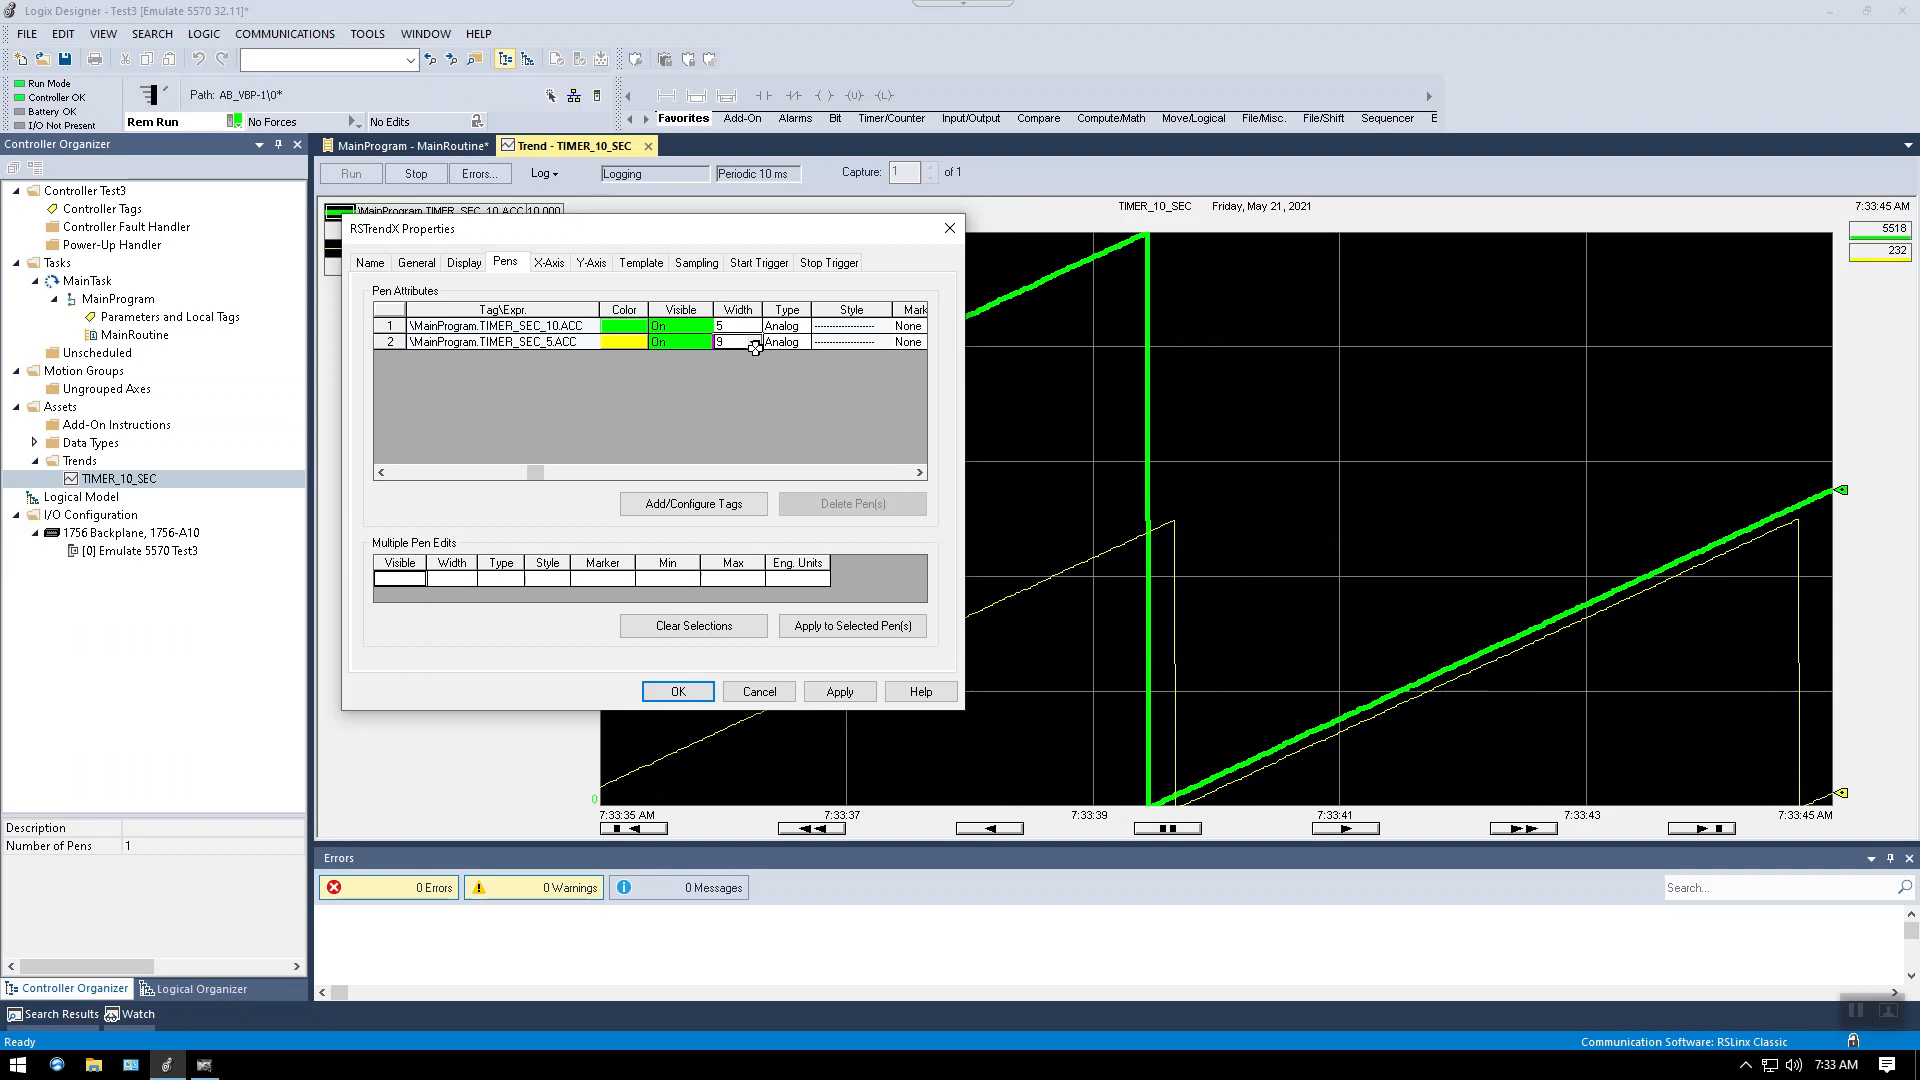 Logix Designer - Test3 [Emulate 5570 32.11]*
FILE EDIT VIEW SEARCH LOGIC COMMUNICATIONS TOOLS WINDOW HELP
Run Mode
Controller OK
Battery OK
I/O Not Present
Path: AB_VBP-1\0*
Rem Run No Forces No Edits
Favorites Add-On Alarms Bit Timer/Counter Input/Output Compare Compute/Math Move/Logical File/Misc. File/Shift Sequencer E
Controller Organizer
MainProgram - MainRoutine* Trend - TIMER_10_SEC
Run Stop Errors... Log Logging Periodic 10 ms Capture: 1 of 1
Controller Test3
Controller Tags
Controller Fault Handler
Power-Up Handler
Tasks
MainTask
MainProgram
Parameters and Local Tags
MainRoutine
Unscheduled
Motion Groups
Ungrouped Axes
Assets
Add-On Instructions
Data Types
Trends
TIMER_10_SEC
Logical Model
I/O Configuration
1756 Backplane, 1756-A10
[0] Emulate 5570 Test3
Description
Number of Pens 1
Controller Organizer Logical Organizer
\MainProgram.TIMER_SEC_10.ACC 10.000
TIMER_10_SEC Friday, May 21, 2021 7:33:45 AM
5518
232
RSTrendX Properties
Name General Display Pens X-Axis Y-Axis Template Sampling Start Trigger Stop Trigger
Pen Attributes
Tag\Expr. Color Visible Width Type Style Mark
1 \MainProgram.TIMER_SEC_10.ACC On 5 Analog None
2 \MainProgram.TIMER_SEC_5.ACC On 9 Analog None
Add/Configure Tags Delete Pen(s)
Multiple Pen Edits
Visible Width Type Style Marker Min Max Eng. Units
Clear Selections Apply to Selected Pen(s)
OK Cancel Apply Help
0
7:33:35 AM 7:33:37 7:33:39 7:33:41 7:33:43 7:33:45 AM
Errors
0 Errors 0 Warnings 0 Messages Search...
Search Results Watch
Ready Communication Software: RSLinx Classic
7:33 AM